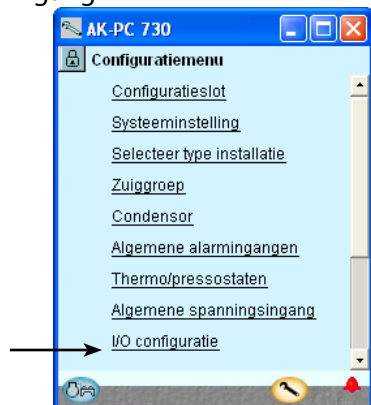 AK-PC 730
Configuratiemenu
Configuratieslot
Systeeminstelling
Selecteer type installatie
Zuiggroep
Condensor
Algemene alarmingangen
Thermo/pressostaten
Algemene spanningsingang
I/O configuratie